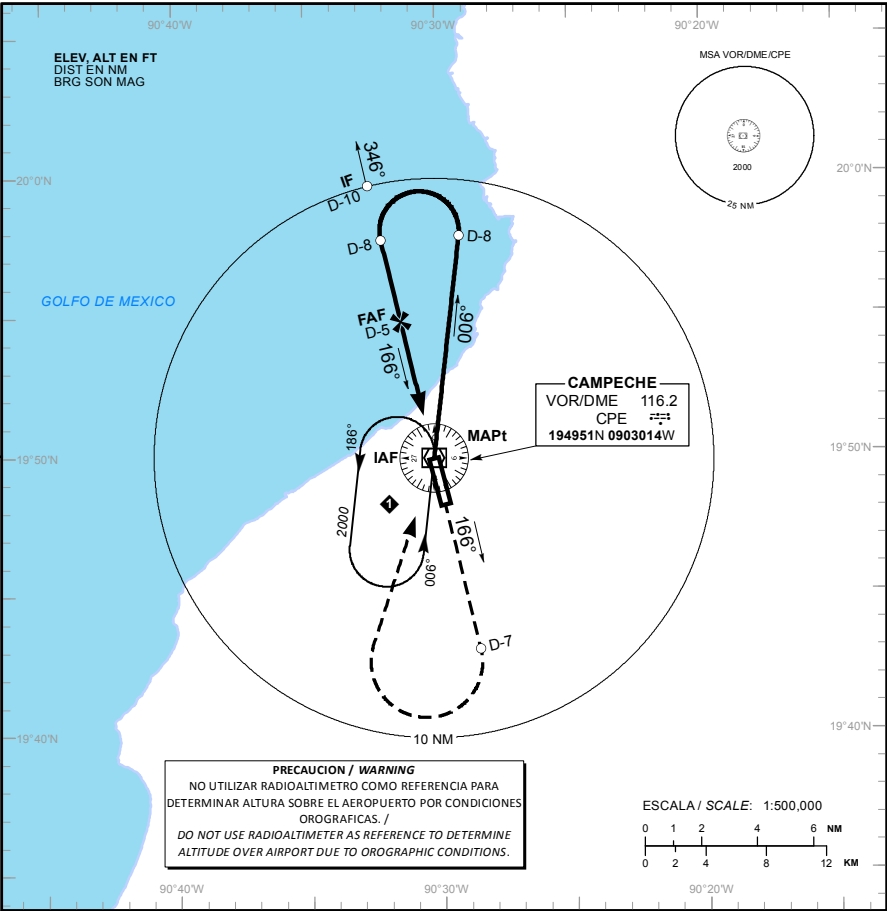 90°40'W
90°30'W
90°20'W
ELEV, ALT EN FT
DIST EN NM
BRG SON MAG
MSA VOR/DME/CPE
2000
25 NM
20°0'N
20°0'N
346°
IF
D-10
D-8
D-8
GOLFO DE MEXICO
FAF
D-5
166°
006°
CAMPECHE
VOR/DME 116.2
CPE
194951N 0903014W
MAPt
IAF
27
9
186°
19°50'N
19°50'N
1
2000
166°
006°
D-7
19°40'N
19°40'N
10 NM
PRECAUCION / WARNING
NO UTILIZAR RADIOALTIMETRO COMO REFERENCIA PARA
DETERMINAR ALTURA SOBRE EL AEROPUERTO POR CONDICIONES
OROGRAFICAS. /
DO NOT USE RADIOALTIMETER AS REFERENCE TO DETERMINE
ALTITUDE OVER AIRPORT DUE TO OROGRAPHIC CONDITIONS.
ESCALA / SCALE: 1:500,000
0 1 2 4 6 NM
0 2 4 8 12 KM
90°40'W
90°30'W
90°20'W